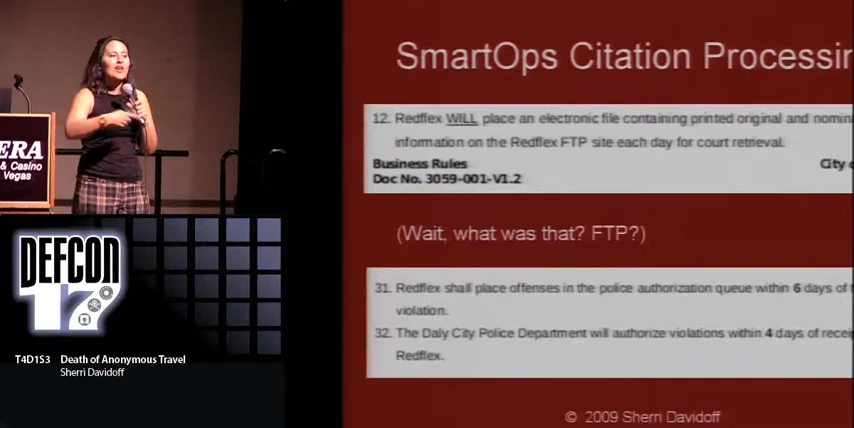 ERA
& Casino
Vegas
DEFCON
17
T4D1S3 Death of Anonymous Travel
Sherri Davidoff
SmartOps Citation Processin
12. Redflex WILL place an electronic file containing printed original and nomin
information on the Redflex FTP site each day for court retrieval.
Business Rules
City o
Doc No. 3059-001-V1.2
(Wait, what was that? FTP?)
31. Redflex shall place offenses in the police authorization queue within 6 days of t
violation.
32. The Daly City Police Department will authorize violations within 4 days of recei
Redflex.
© 2009 Sherri Davidoff